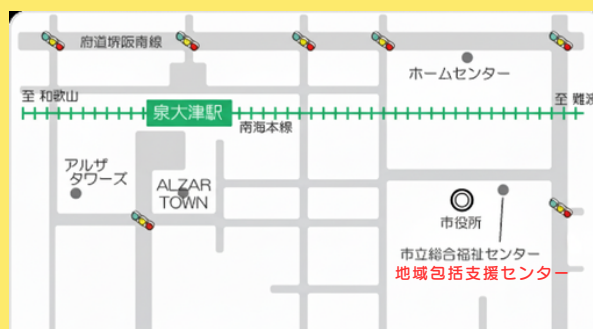 府道堺阪南線
ホームセンター
至 和歌山
至 難波
泉大津駅
南海本線
アルザ
タワーズ
ALZAR
TOWN
市役所
市立総合福祉センター
地域包括支援センター